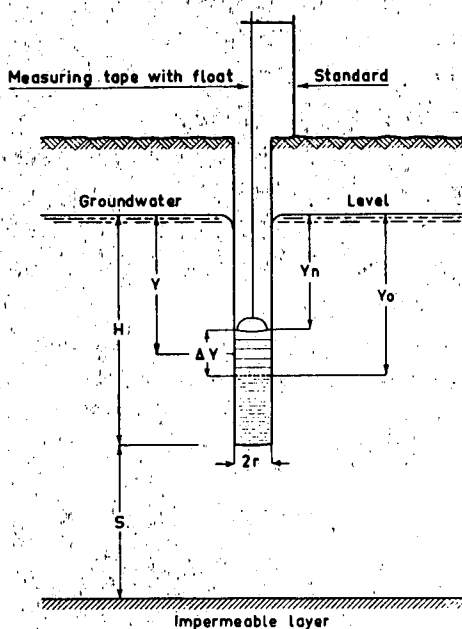 Measuring tape with float
Standard
Groundwater
Level
Yn
Y
Yo
H
ΔY
2r
S
Impermeable layer